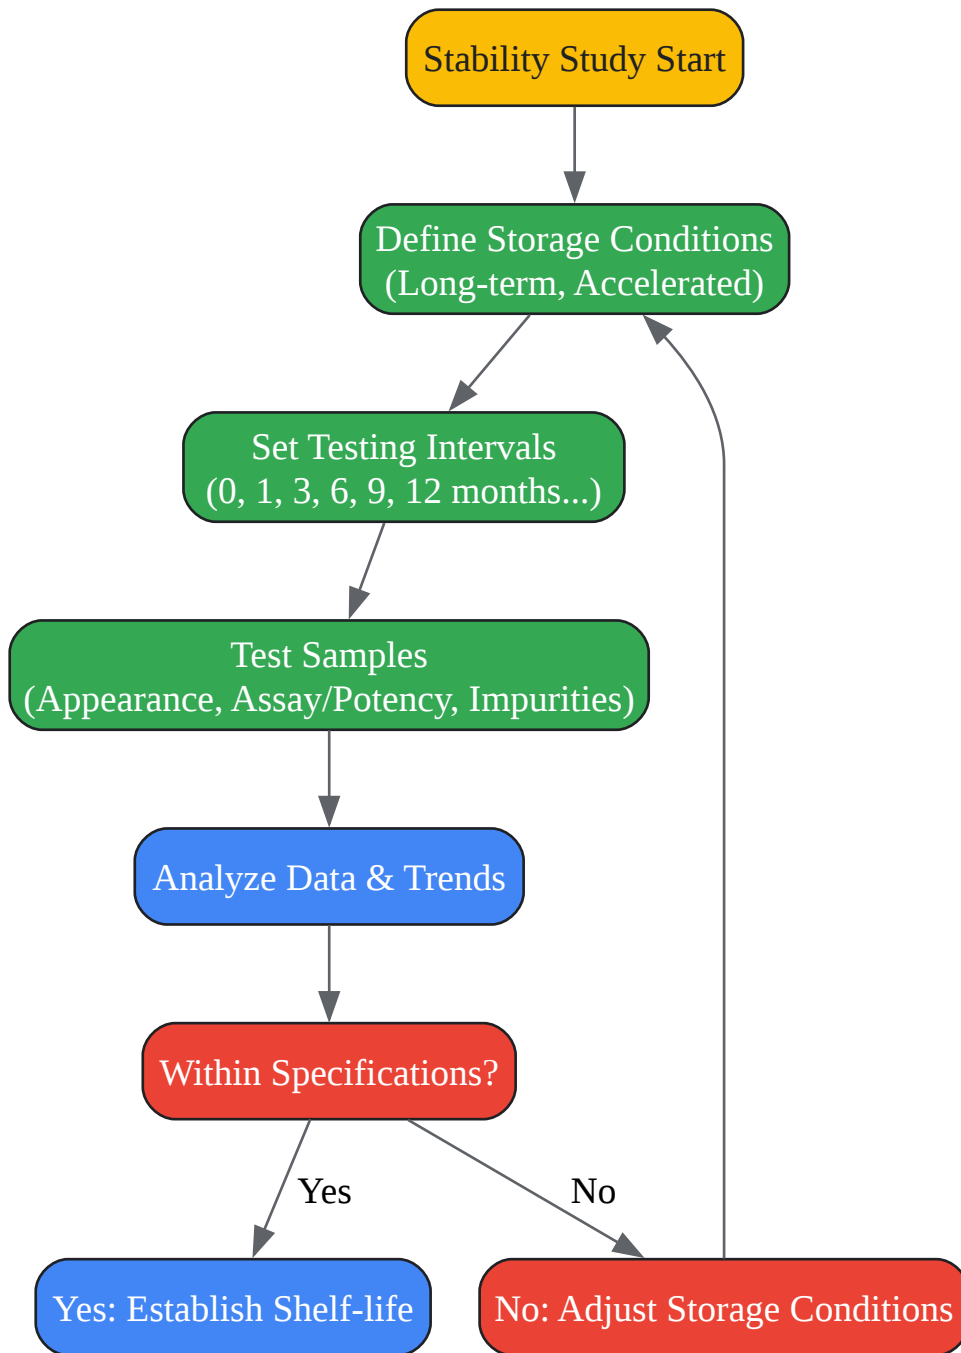 Stability Study Start
Define Storage Conditions
(Long-term, Accelerated)
Set Testing Intervals
(0, 1, 3, 6, 9, 12 months...)
Test Samples
(Appearance, Assay/Potency, Impurities)
Analyze Data & Trends
Within Specifications?
Yes
No
Yes: Establish Shelf-life
No: Adjust Storage Conditions